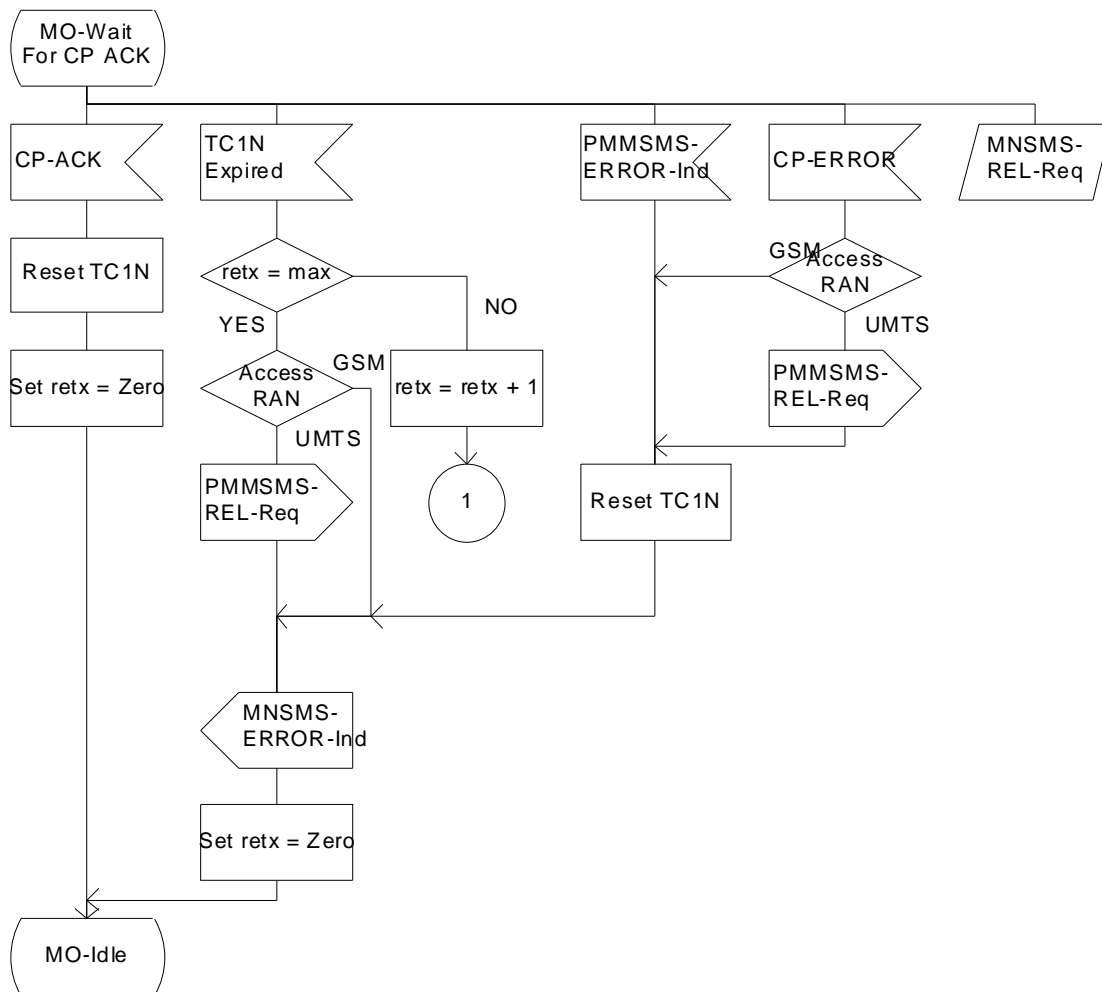 MO-Wait
For CP ACK
CP-ACK
TC1N
Expired
PMMSMS-
ERROR-Ind
CP-ERROR
MNSMS-
REL-Req
Reset TC1N
retx = max
GSM
Access
RAN
NO
YES
UMTS
Set retx = Zero
Access
RAN
GSM
retx = retx + 1
PMMSMS-
REL-Req
UMTS
PMMSMS-
REL-Req
1
Reset TC1N
MNSMS-
ERROR-Ind
Set retx = Zero
MO-Idle